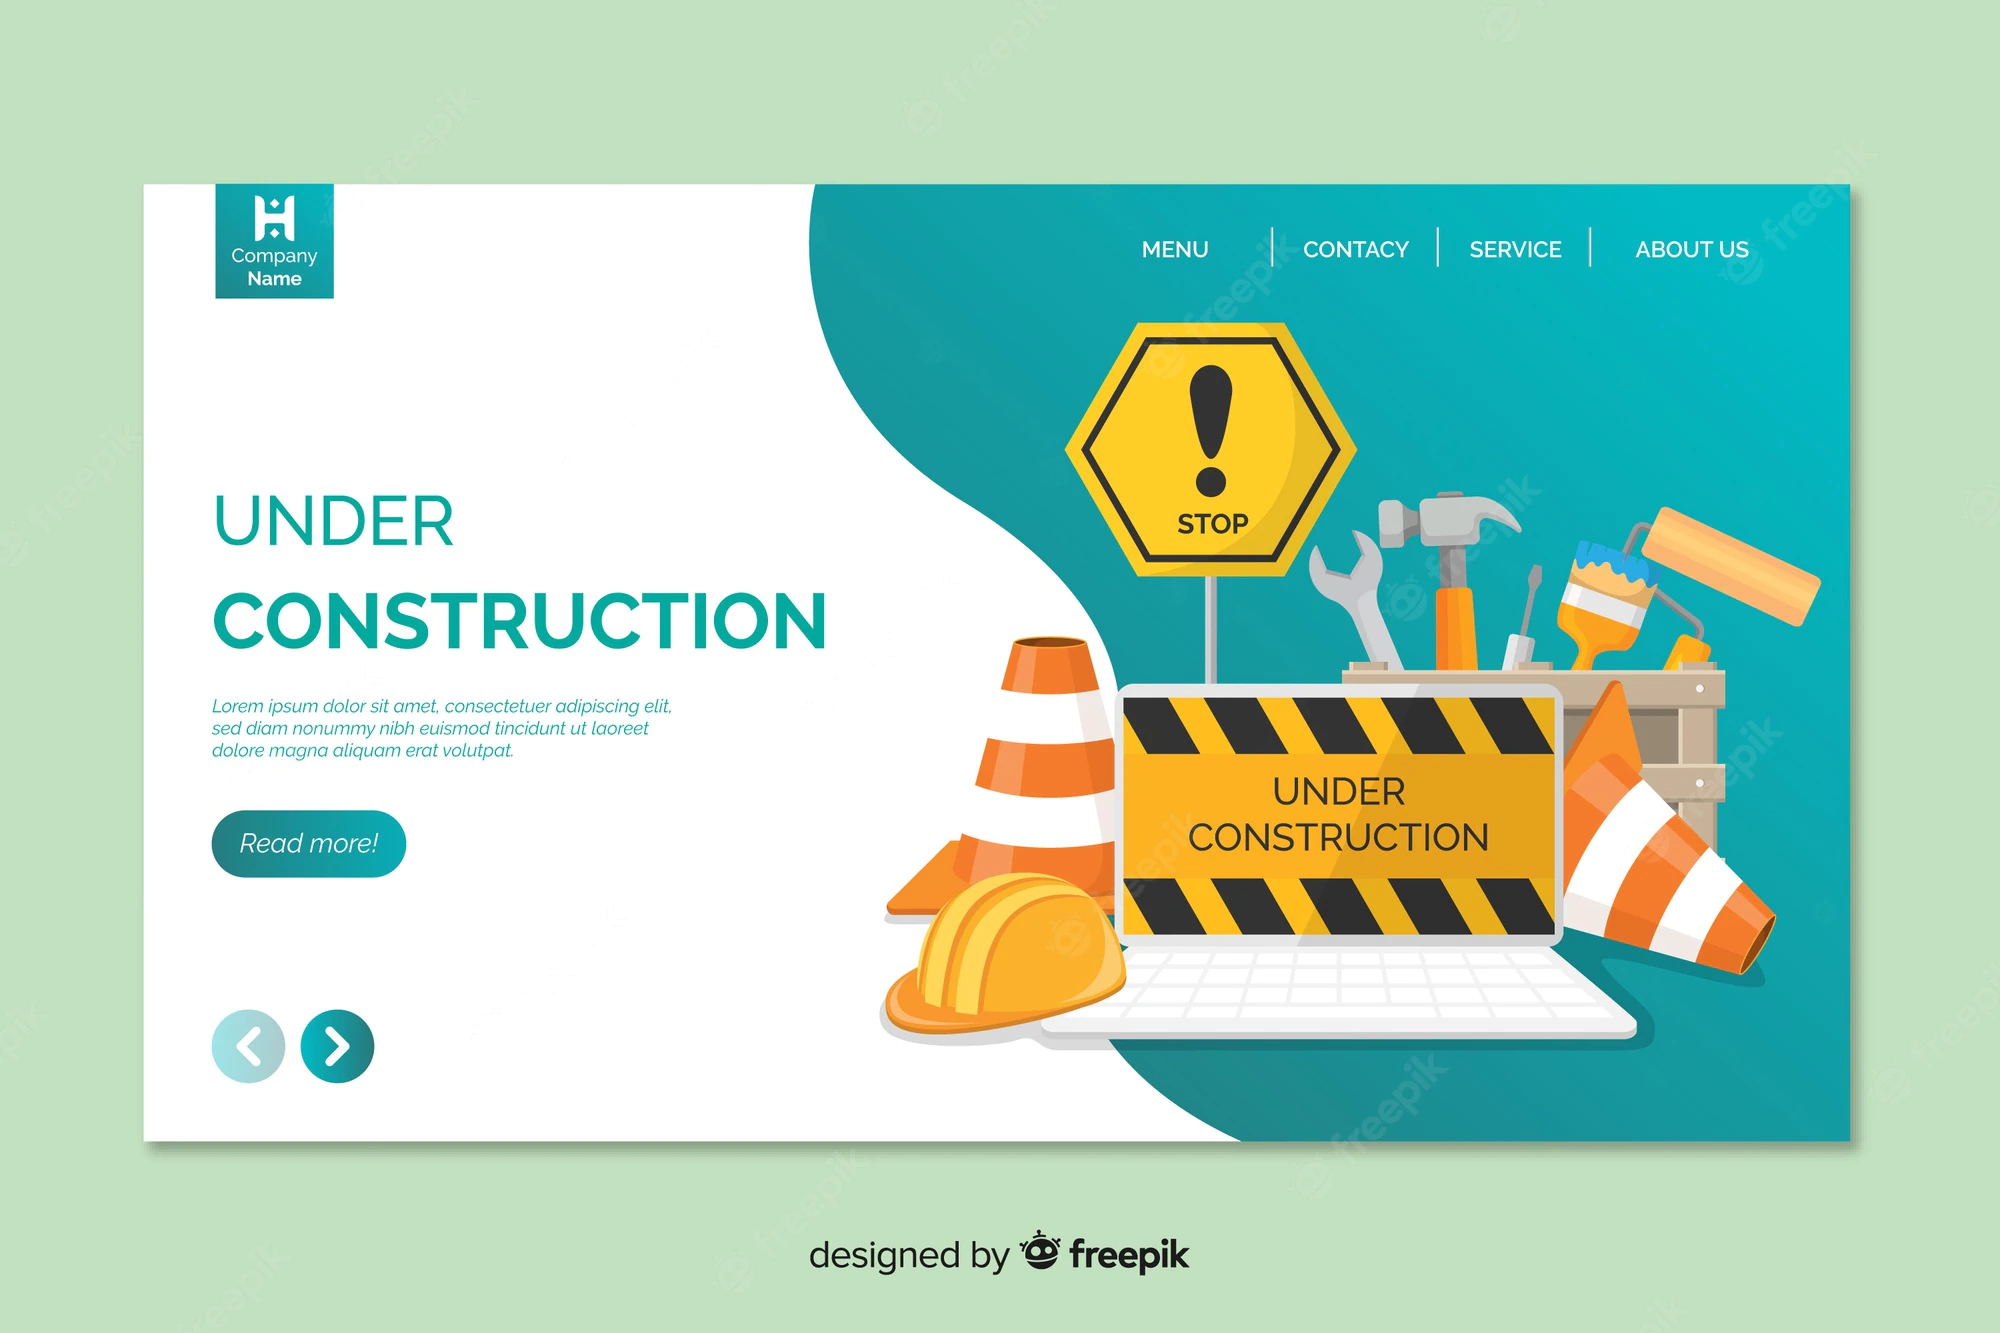 Company
Name
MENU
CONTACY
SERVICE
ABOUT US
STOP
UNDER
CONSTRUCTION
Lorem ipsum dolor sit amet, consectetuer adipiscing elit,
sed diam nonummy nibh euismod tincidunt ut laoreet
dolore magna aliquam erat volutpat.
Read more!
UNDER
CONSTRUCTION
designed by freepik